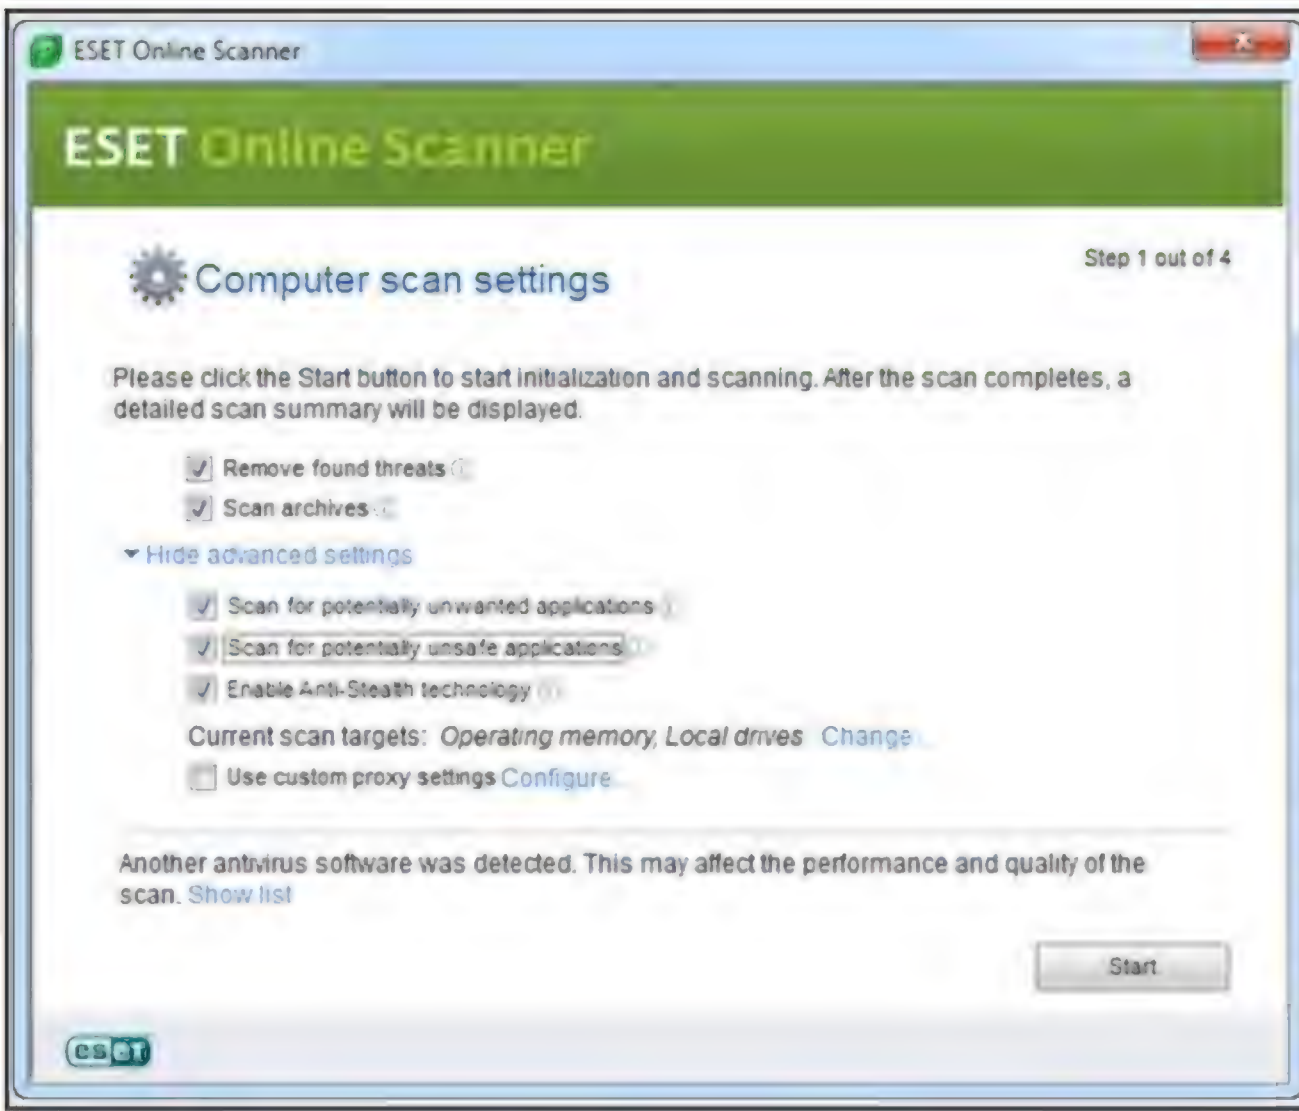 ESET Online Scanner
ESET Online Scanner
Computer scan settings
Step 1 out of 4
Please click the Start button to start initialization and scanning. After the scan completes, a
detailed scan summary will be displayed.
Remove found threats
Scan archives
Hide advanced settings
Scan for potentially unwanted applications
Scan for potentially unsafe applications
Enable Anti-Stealth technology
Current scan targets: Operating memory, Local drives Change...
Use custom proxy settings Configure...
Another antivirus software was detected. This may affect the performance and quality of the
scan. Show list
Start
eseT